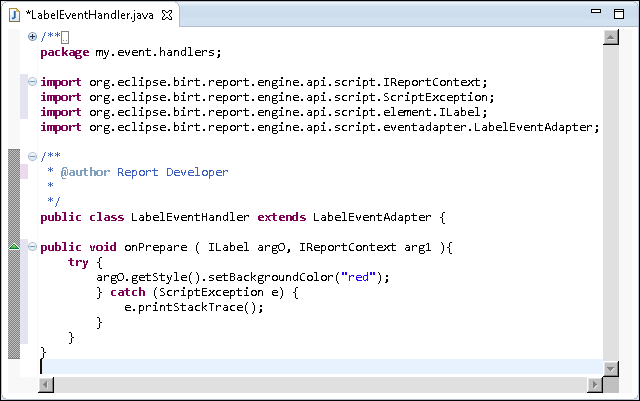 *LabelEventHandler.java
/**
package my.event.handlers;
import org.eclipse.birt.report.engine.api.script.IReportContext;
import org.eclipse.birt.report.engine.api.script.ScriptException;
import org.eclipse.birt.report.engine.api.script.element.ILabel;
import org.eclipse.birt.report.engine.api.script.eventadapter.LabelEventAdapter;
/**
* @author Report Developer
*
*/
public class LabelEventHandler extends LabelEventAdapter {
public void onPrepare ( ILabel arg0, IReportContext arg1 ){
try {
arg0.getStyle().setBackgroundColor("red");
} catch (ScriptException e) {
e.printStackTrace();
}
}
}